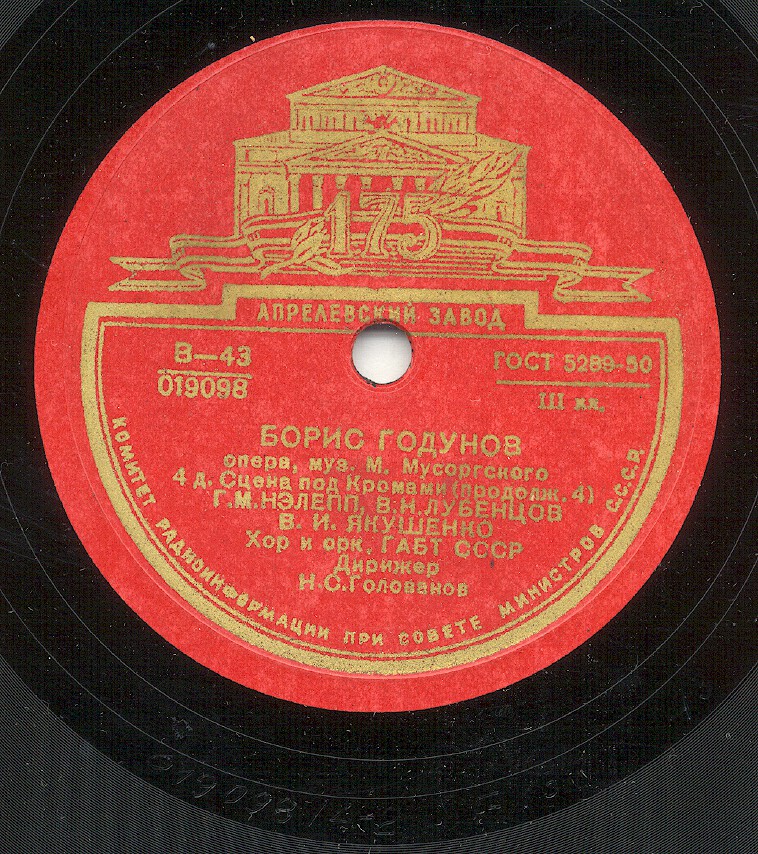 175
АПРЕЛЕВСКИЙ ЗАВОД
В—43
019098
ГОСТ 5289-50
III кл.
БОРИС ГОДУНОВ
опера, муз. М. Мусоргского
4 д. Сцена под Кромами (продолж. 4)
Г.М.НЭЛЕПП, В.Н.ЛУБЕНЦОВ
В. И. ЯКУШЕНКО
Хор и орк. ГАБТ СССР
Дирижер
Н.С.Голованов
КОМИТЕТ РАДИОИНФОРМАЦИИ ПРИ СОВЕТЕ МИНИСТРОВ С.С.С.Р.